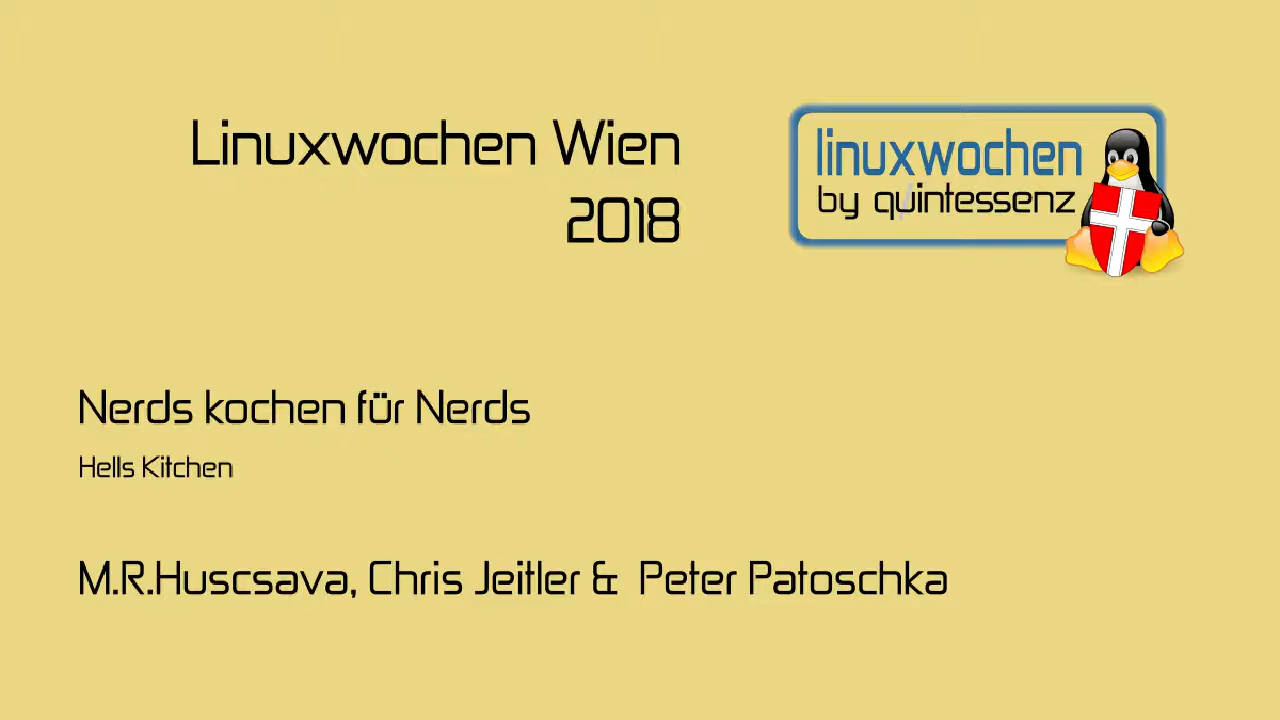 Linuxwochen Wien
2018
linuxwochen
by quintessenz
Nerds kochen für Nerds
Hells Kitchen
M.R.Huscsava, Chris Jeitler & Peter Patoschka